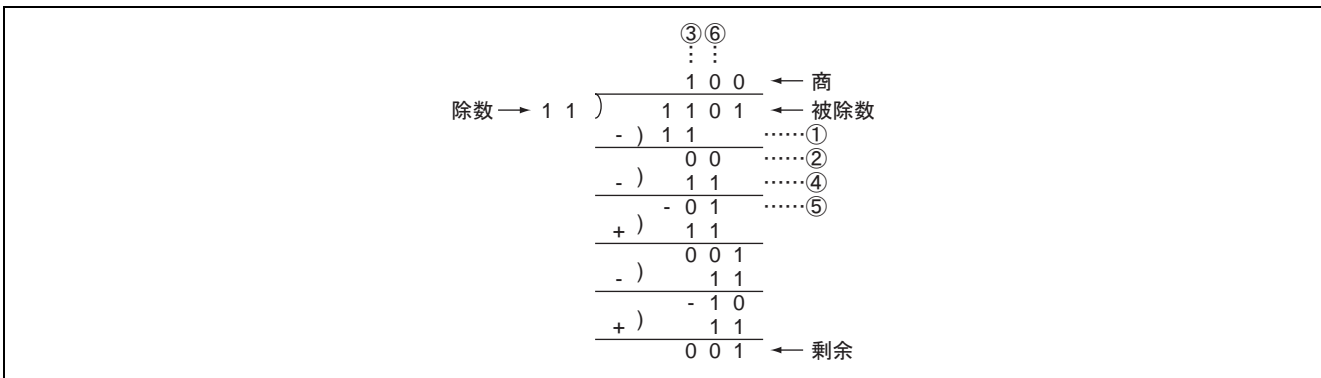 ③⑥
1 0 0 ← 商
除数 → 1 1 ) 1 1 0 1 ← 被除数
- ) 1 1 ……①
0 0 ……②
- ) 1 1 ……④
- 0 1 ……⑤
+ ) 1 1
0 0 1
- ) 1 1
- 1 0
+ ) 1 1
0 0 1 ← 剰余